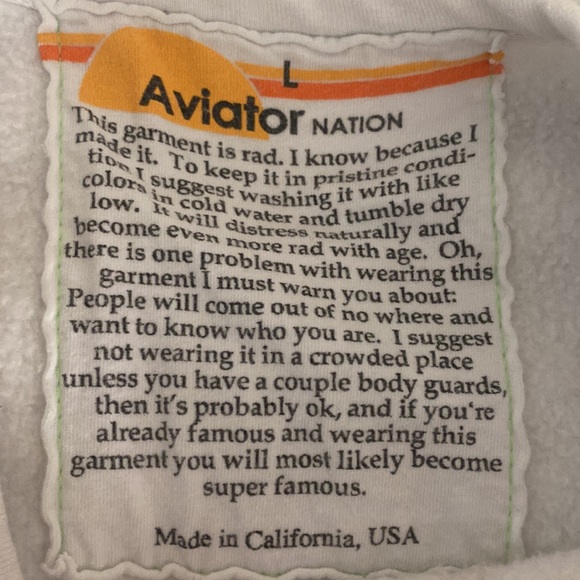 L
Aviator NATION
This garment is rad. I know because I
made it. To keep it in pristine condi-
tion I suggest washing it with like
colors in cold water and tumble dry
low. It will distress naturally and
become even more rad with age. Oh,
there is one problem with wearing this
garment I must warn you about:
People will come out of no where and
want to know who you are. I suggest
not wearing it in a crowded place
unless you have a couple body guards,
then it's probably ok, and if you're
already famous and wearing this
garment you will most likely become
super famous.
Made in California, USA